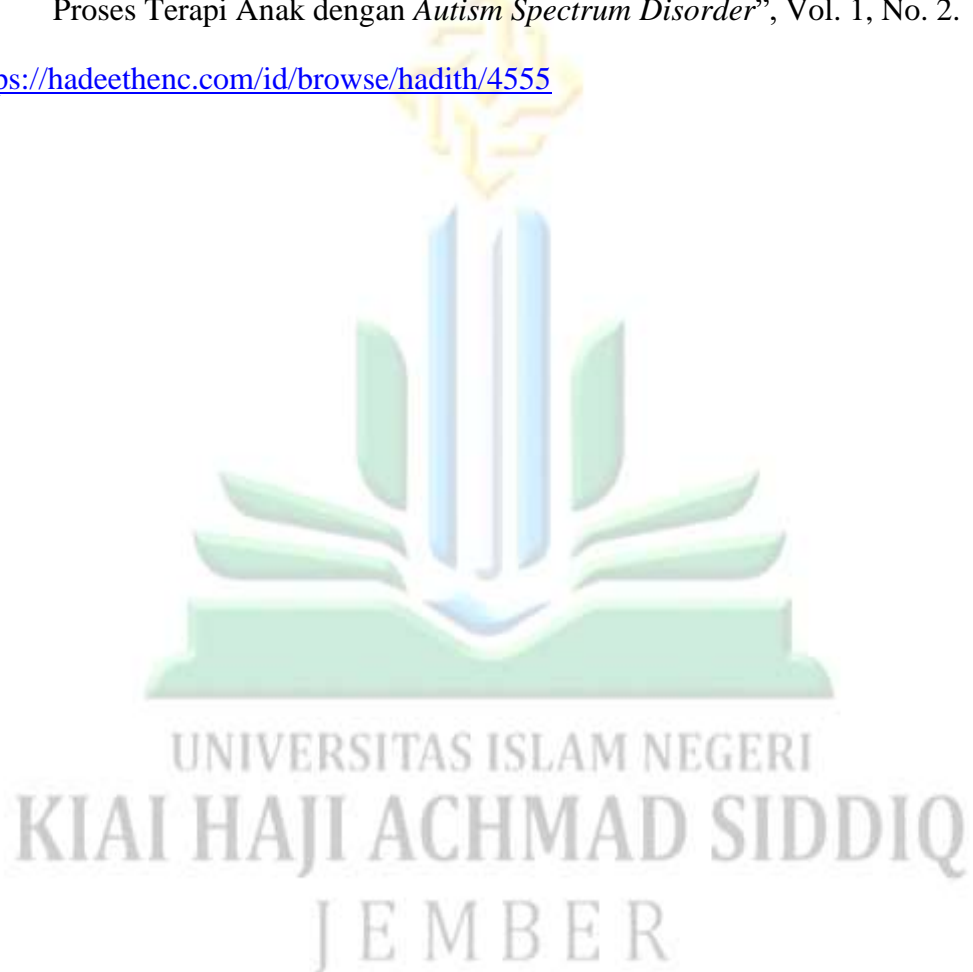 Proses Terapi Anak dengan Autism Spectrum Disorder”, Vol. 1, No. 2.
ps://hadeethenc.com/id/browse/hadith/4555
UNIVERSITAS ISLAM NEGERI
KIAI HAJI ACHMAD SIDDIQ
JEMBER